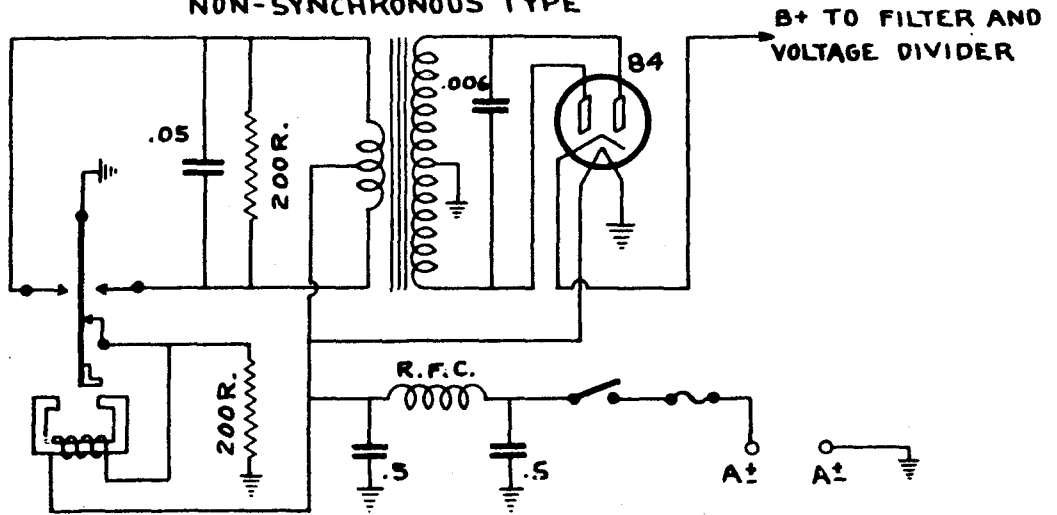 NON-SYNCHRONOUS TYPE
B+ TO FILTER AND
VOLTAGE DIVIDER
84
.006
.05
200R.
R.F.C.
200R.
.5
.5
A±
A±